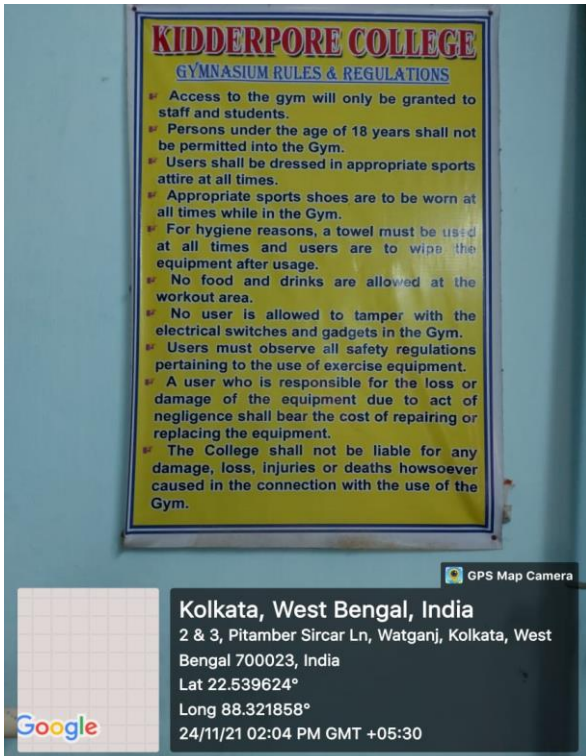 KIDDERPORE COLLEGE
GYMNASIUM RULES & REGULATIONS
Access to the gym will only be granted to
staff and students.
Persons under the age of 18 years shall not
be permitted into the Gym.
Users shall be dressed in appropriate sports
attire at all times.
Appropriate sports shoes are to be worn at
all times while in the Gym.
For hygiene reasons, a towel must be used
at all times and users are to wipe the
equipment after usage.
No food and drinks are allowed at the
workout area.
No user is allowed to tamper with the
electrical switches and gadgets in the Gym.
Users must observe all safety regulations
pertaining to the use of exercise equipment.
A user who is responsible for the loss or
damage of the equipment due to act of
negligence shall bear the cost of repairing or
replacing the equipment.
The College shall not be liable for any
damage, loss, injuries or deaths howsoever
caused in the connection with the use of the
Gym.
GPS Map Camera
Google
Kolkata, West Bengal, India
2 & 3, Pitamber Sircar Ln, Watganj, Kolkata, West
Bengal 700023, India
Lat 22.539624°
Long 88.321858°
24/11/21 02:04 PM GMT +05:30